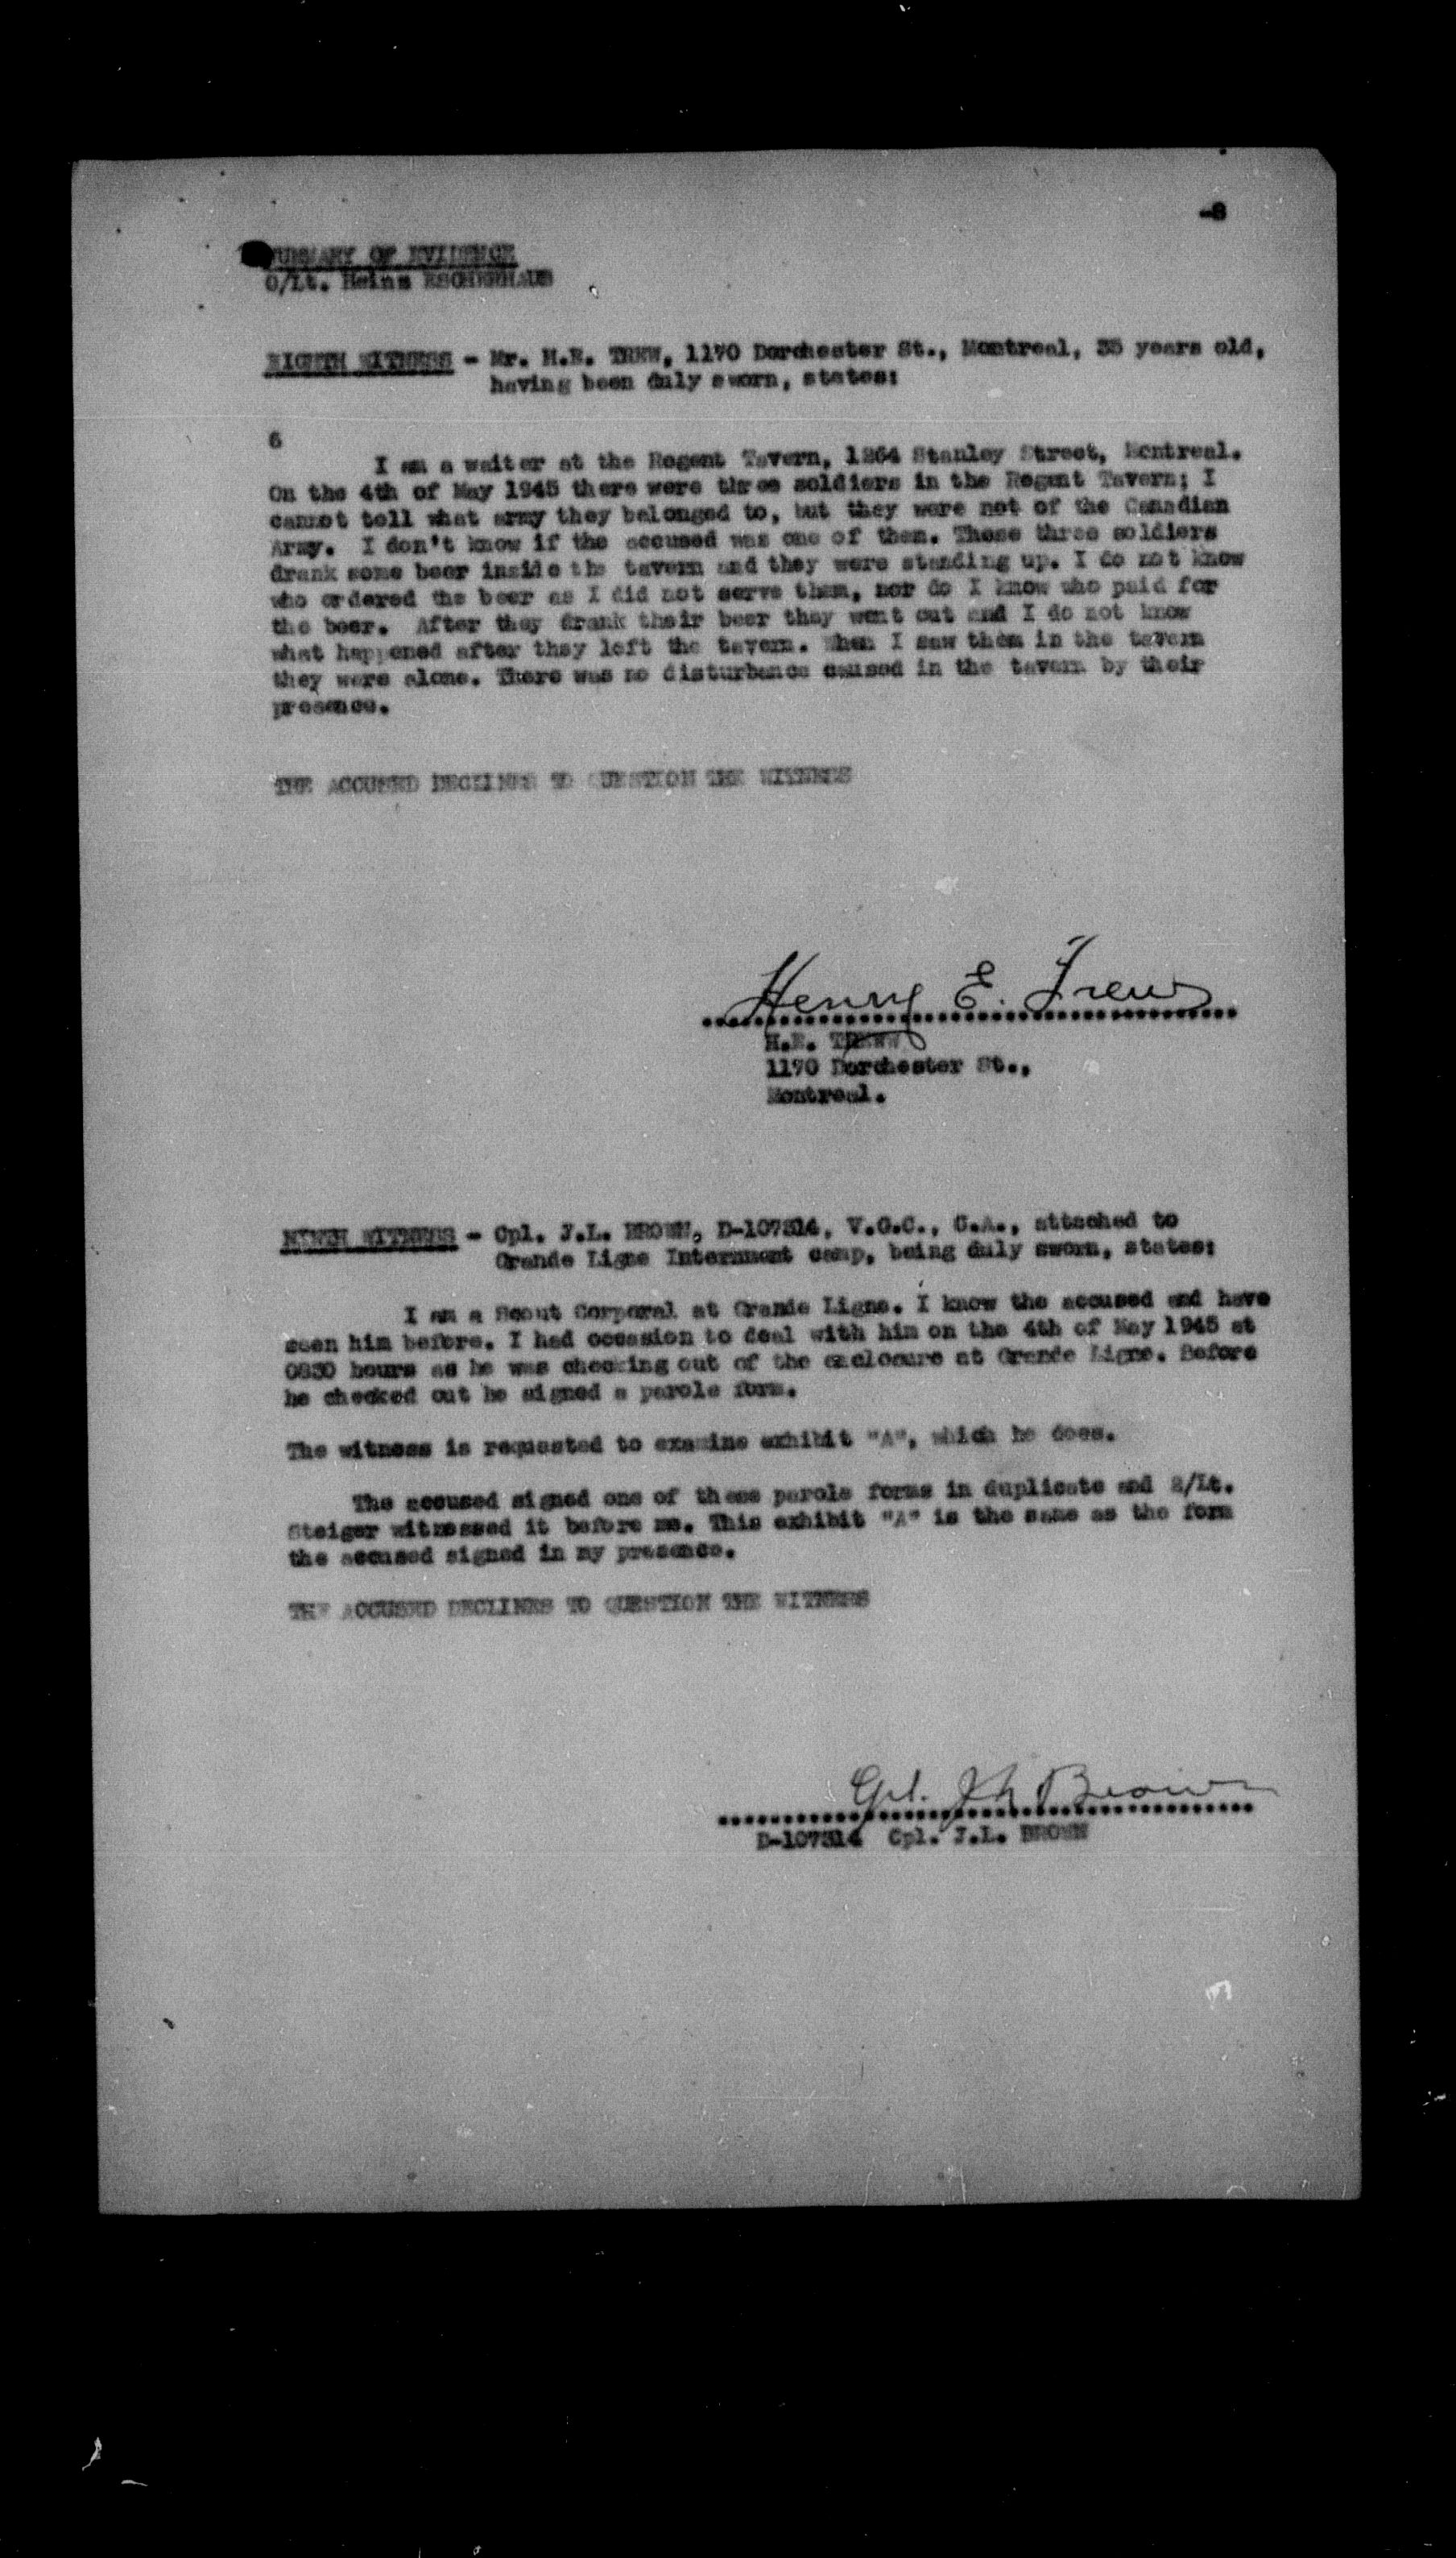 -8
SUMMARY OF EVIDENCE
O/Lt. Heinz ESCHENHAUS
EIGHTH WITNESS - Mr. H.E. TREW, 1170 Dorchester St., Montreal, 35 years old,
having been duly sworn, states:
6
I am a waiter at the Regent Tavern, 1264 Stanley Street, Montreal.
On the 4th of May 1945 there were three soldiers in the Regent Tavern; I
cannot tell what army they belonged to, but they were not of the Canadian
Army. I don't know if the accused was one of them. These three soldiers
drank some beer inside the tavern and they were standing up. I do not know
who ordered the beer as I did not serve them, nor do I know who paid for
the beer. After they drank their beer they went out and I do not know
what happened after they left the tavern. When I saw them in the tavern
they were alone. There was no disturbance caused in the tavern by their
presence.
THE ACCUSED DECLINES TO QUESTION THE WITNESS
Henry E. Trew
H.E. TREW
1170 Dorchester St.,
Montreal.
NINTH WITNESS - Cpl. J.L. BROWN, D-107314, V.G.C., C.A., attached to
Grande Ligne Internment camp, being duly sworn, states:
I am a Scout Corporal at Grande Ligne. I know the accused and have
seen him before. I had occasion to deal with him on the 4th of May 1945 at
0830 hours as he was checking out of the enclosure at Grande Ligne. Before
he checked out he signed a parole form.
The witness is requested to examine exhibit "A", which he does.
The accused signed one of these parole forms in duplicate and 2/Lt.
Steiger witnessed it before me. This exhibit "A" is the same as the form
the accused signed in my presence.
THE ACCUSED DECLINES TO QUESTION THE WITNESS
Cpl. J L Brown
D-107314 Cpl. J.L. BROWN